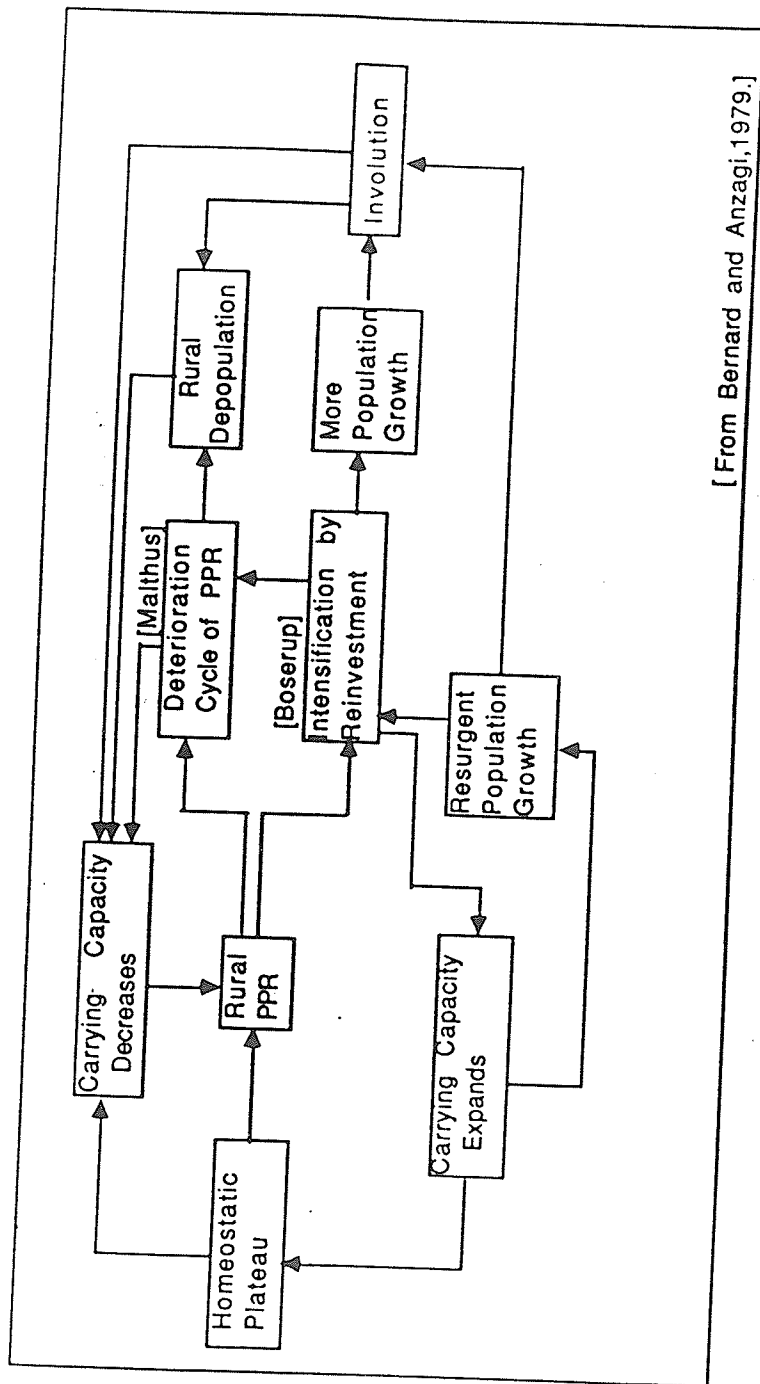 Carrying- Capacity
Decreases
Homeostatic
Plateau
Rural
PPR
[Malthus]
Deterioration
Cycle of PPR
Rural
Depopulation
[Boserup]
Intensification by
Reinvestment
More
Population
Growth
Involution
Carrying Capacity
Expands
Resurgent
Population
Growth
[From Bernard and Anzagi,1979.]